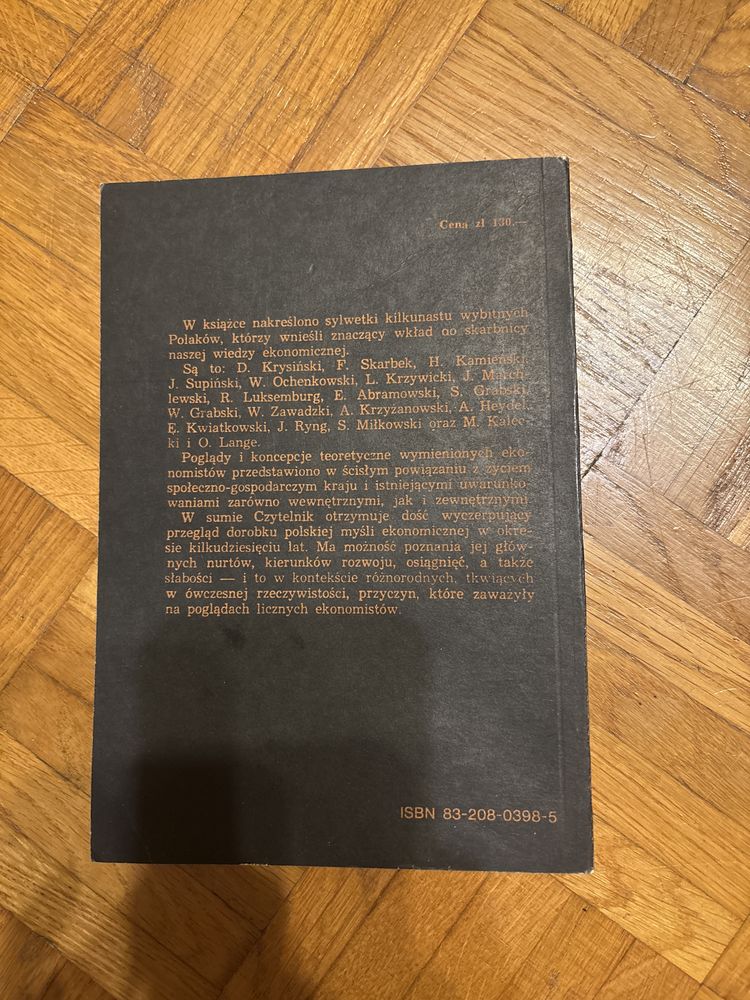 Cena zł 130.—
W książce nakreślono sylwetki kilkunastu wybitnych
Polaków, którzy wnieśli znaczący wkład do skarbnicy
naszej wiedzy ekonomicznej.
Są to: D. Krysiński, F. Skarbek, H. Kamieński,
J. Supiński, W. Ochenkowski, L. Krzywicki, J. March-
lewski, R. Luksemburg, E. Abramowski, S. Grabski,
W. Grabski, W. Zawadzki, A. Krzyżanowski, A. Heydel,
E. Kwiatkowski, J. Ryng, S. Miłkowski oraz M. Kalec-
ki i O. Lange.
Poglądy i koncepcje teoretyczne wymienionych eko-
nomistów przedstawiono w ścisłym powiązaniu z życiem
społeczno-gospodarczym kraju i istniejącymi uwarunko-
waniami zarówno wewnętrznymi, jak i zewnętrznymi.
W sumie Czytelnik otrzymuje dość wyczerpujący
przegląd dorobku polskiej myśli ekonomicznej w okre-
sie kilkudziesięciu lat. Ma możność poznania jej głów-
nych nurtów, kierunków rozwoju, osiągnięć, a także
słabości — i to w kontekście różnorodnych, tkwiących
w ówczesnej rzeczywistości, przyczyn, które zaważyły
na poglądach licznych ekonomistów.
ISBN 83-208-0398-5